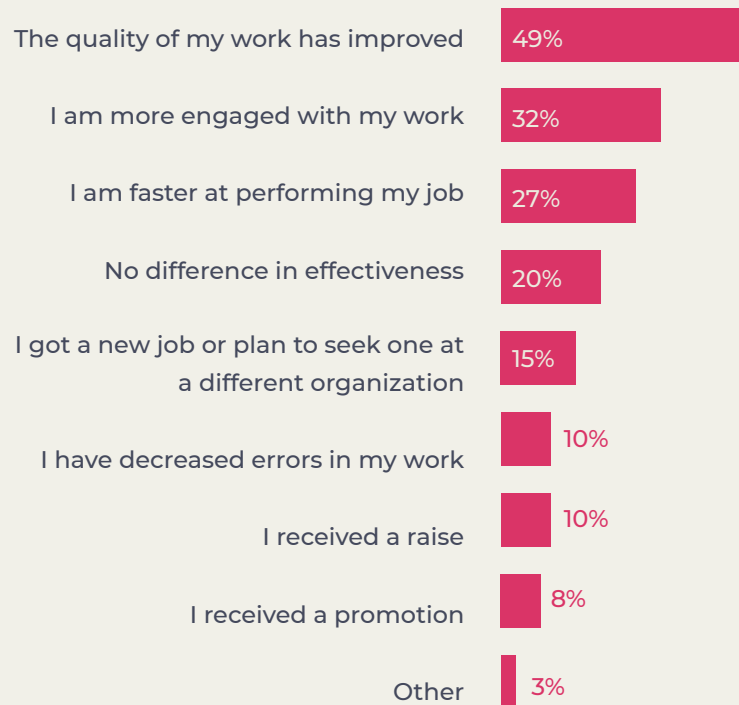 The quality of my work has improved 49%
I am more engaged with my work 32%
I am faster at performing my job 27%
No difference in effectiveness 20%
I got a new job or plan to seek one at
a different organization 15%
I have decreased errors in my work 10%
I received a raise 10%
I received a promotion 8%
Other 3%